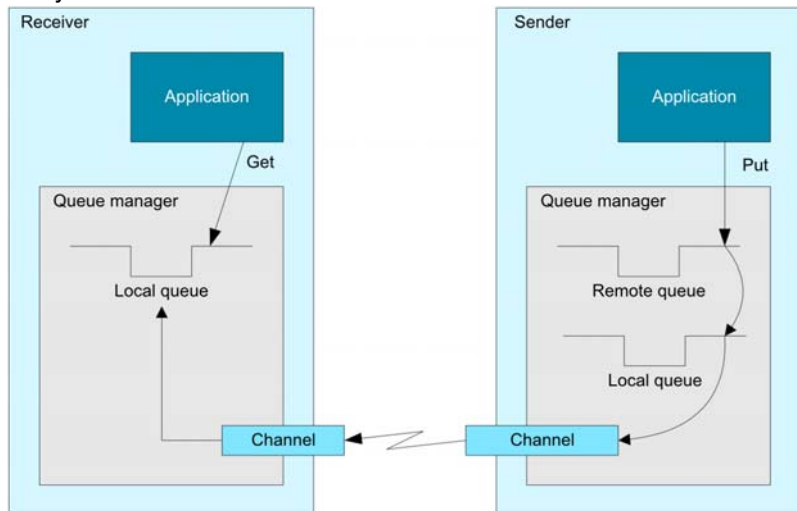 Receiver
Application
Get
Queue manager
Local queue
Channel
Sender
Application
Put
Queue manager
Remote queue
Local queue
Channel